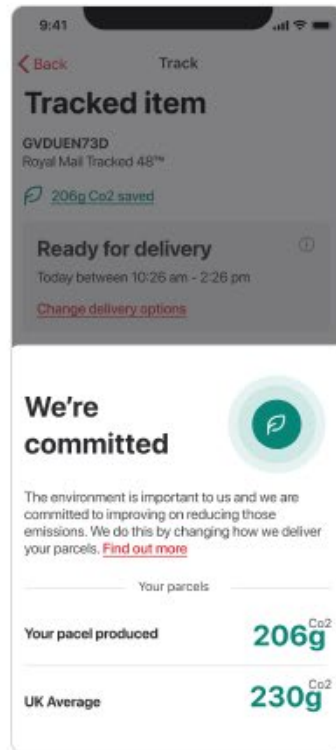 9:41
Back Track
Tracked item
GVDUEN73D
Royal Mail Tracked 48™
206g Co2 saved
Ready for delivery
Today between 10:26 am - 2:26 pm
Change delivery options
We're
committed
The environment is important to us and we are
committed to improving on reducing those
emissions. We do this by changing how we deliver
your parcels. Find out more
Your parcels
Your pacel produced 206g Co2
UK Average 230g Co2